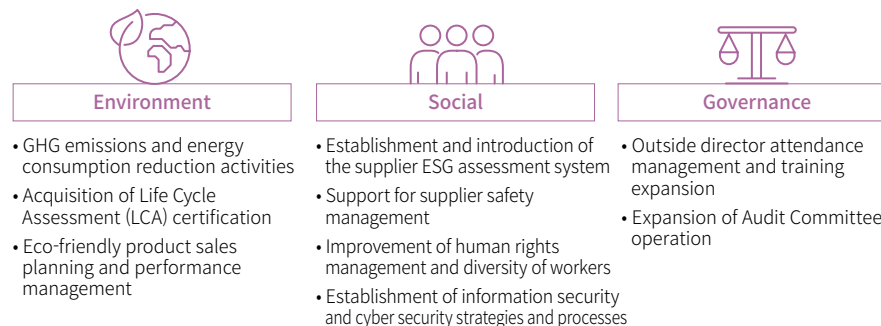 Environment
• GHG emissions and energy
consumption reduction activities
• Acquisition of Life Cycle
Assessment (LCA) certification
• Eco-friendly product sales
planning and performance
management
Social
• Establishment and introduction of
the supplier ESG assessment system
• Support for supplier safety
management
• Improvement of human rights
management and diversity of workers
• Establishment of information security
and cyber security strategies and processes
Governance
• Outside director attendance
management and training
expansion
• Expansion of Audit Committee
operation